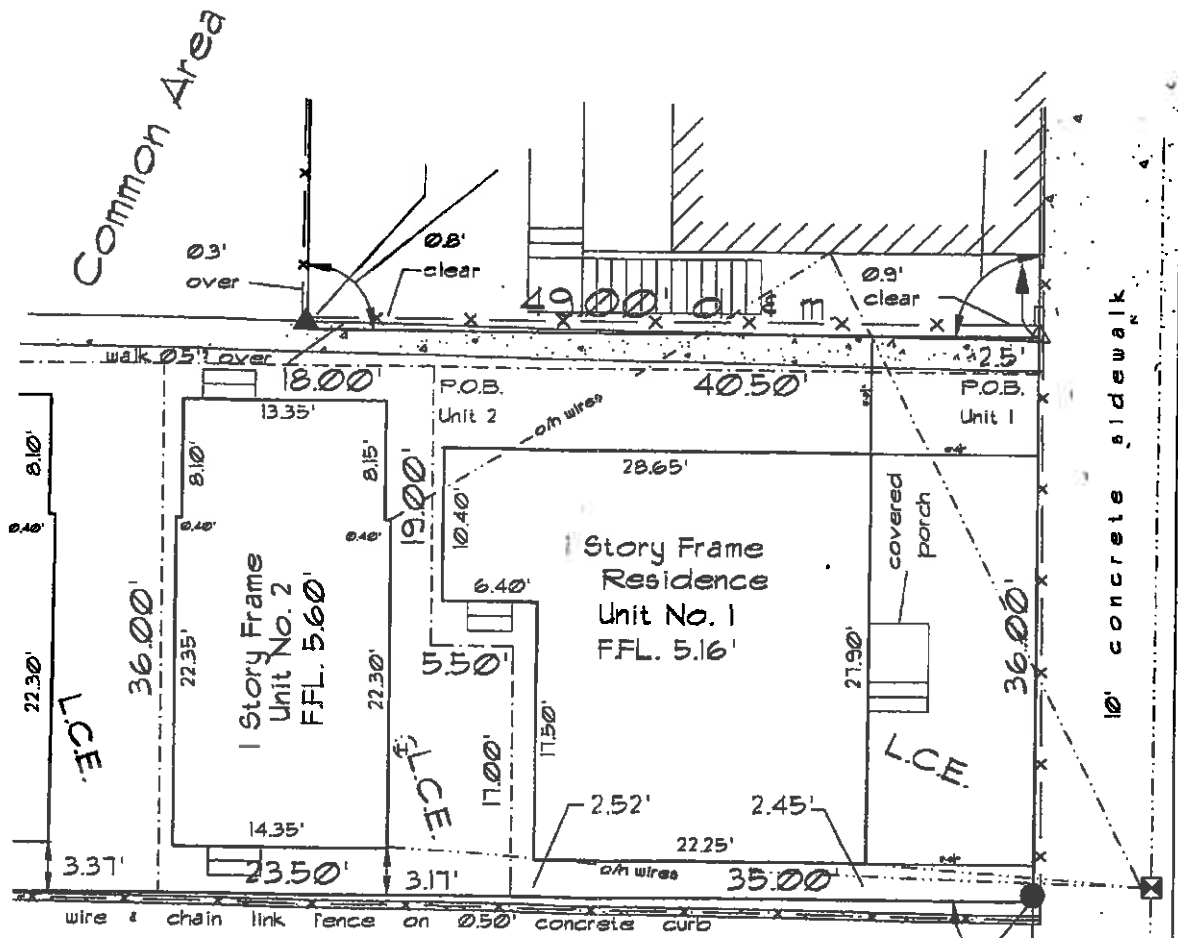 Common Area
0.3'
over
0.8'
clear
49.00' d & m
0.9'
clear
walk 0.5' over
18.00'
40.50'
2.5'
P.O.B.
Unit 2
P.O.B.
Unit 1
o/h wires
13.35'
8.10'
8.10'
8.15'
19.00'
28.65'
10.40'
0.40'
0.40'
0.40'
covered
porch
10' concrete sidewalk
1 Story Frame
Residence
Unit No. 1
F.FL. 5.16'
6.40'
36.00'
1 Story Frame
Unit No. 2
F.FL. 5.60'
22.30'
22.35'
22.30'
5.50'
27.90'
36.00'
L.C.E.
L.C.E.
L.C.E.
17.00'
17.50'
2.52'
2.45'
14.35'
22.25'
3.37'
23.50'
3.17'
o/h wires
35.00'
wire & chain link fence on 0.50' concrete curb